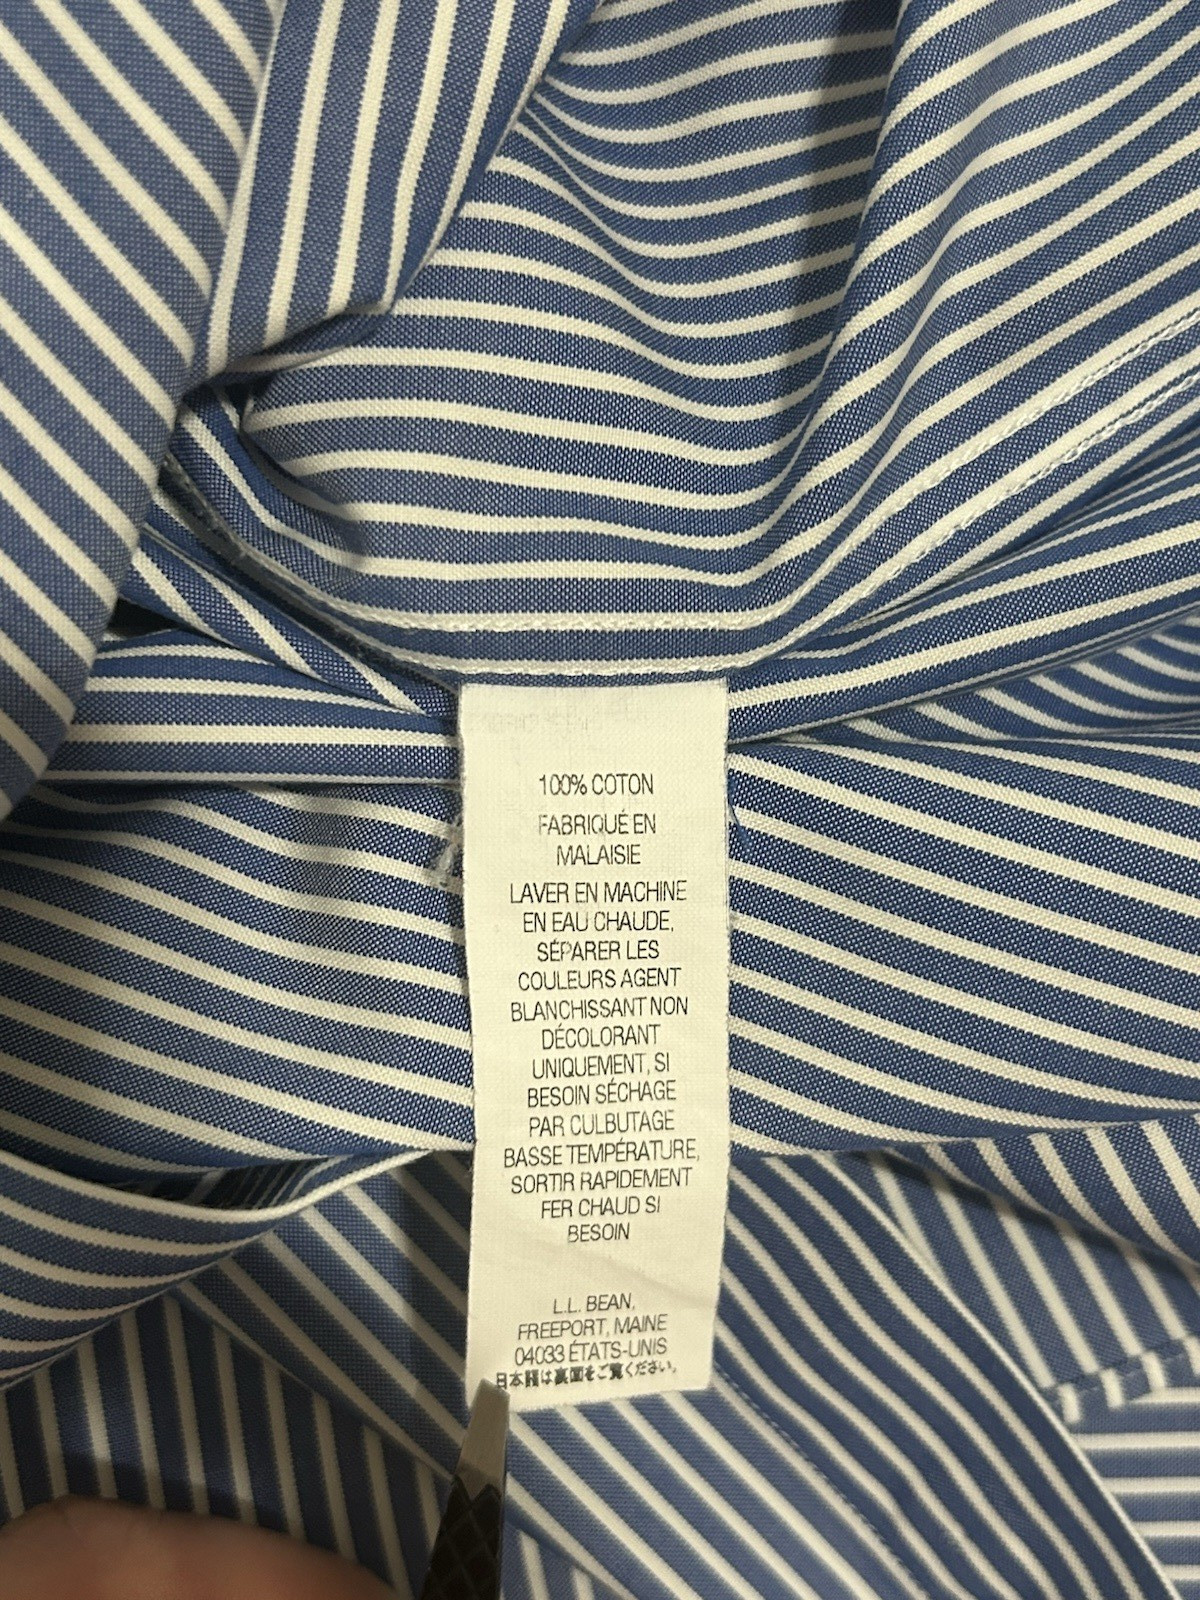 100% COTON
FABRIQUÉ EN
MALAISIE
LAVER EN MACHINE
EN EAU CHAUDE,
SÉPARER LES
COULEURS AGENT
BLANCHISSANT NON
DÉCOLORANT
UNIQUEMENT, SI
BESOIN SÉCHAGE
PAR CULBUTAGE
BASSE TEMPÉRATURE,
SORTIR RAPIDEMENT
FER CHAUD SI
BESOIN
L.L. BEAN,
FREEPORT, MAINE
04033 ÉTATS-UNIS
日本語は裏面をご覧ください。